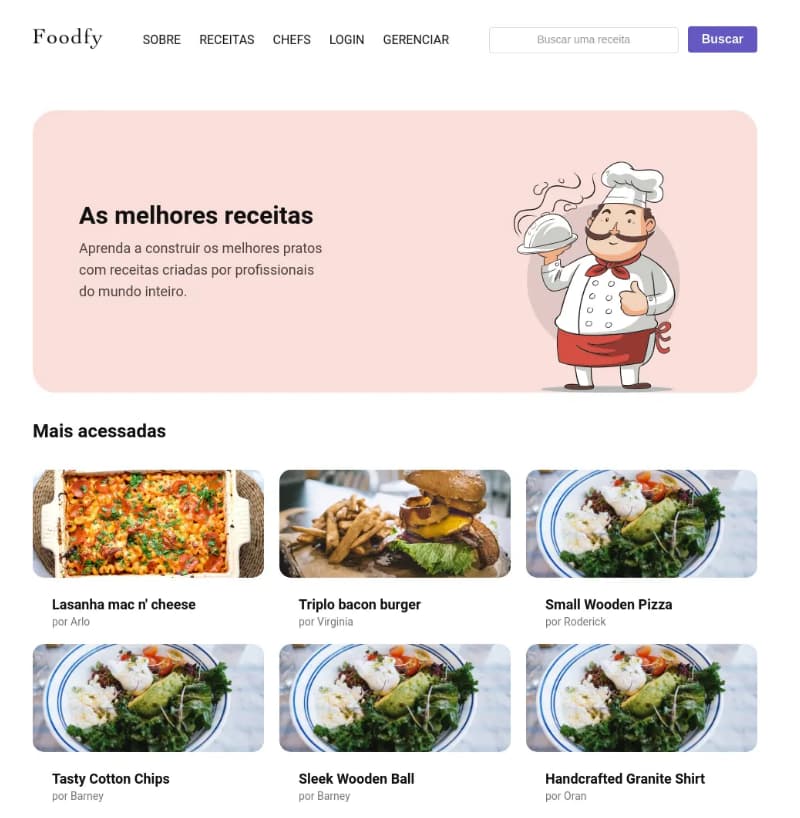 Foodfy
SOBRE RECEITAS CHEFS LOGIN GERENCIAR
Buscar uma receita
Buscar
As melhores receitas
Aprenda a construir os melhores pratos
com receitas criadas por profissionais
do mundo inteiro.
Mais acessadas
Lasanha mac n' cheese
por Arlo
Triplo bacon burger
por Virginia
Small Wooden Pizza
por Roderick
Tasty Cotton Chips
por Barney
Sleek Wooden Ball
por Barney
Handcrafted Granite Shirt
por Oran